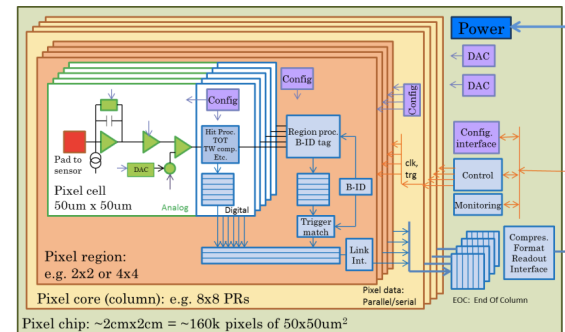 Power
DAC
DAC
Config
Config
Config
Hit Proc.
TOT
TW comp.
Etc.
Region proc.
B-ID tag
Pad to
sensor
DAC
clk,
trg
Config.
interface
Control
Monitoring
B-ID
Pixel cell
50um x 50um
Analog
Digital
Trigger
match
Link
Int.
Pixel region:
e.g. 2x2 or 4x4
Compres.
Format
Readout
Interface
Pixel core (column): e.g. 8x8 PRs
Pixel data:
Parallel/serial
EOC: End Of Column
Pixel chip: ~2cmx2cm = ~160k pixels of 50x50um²